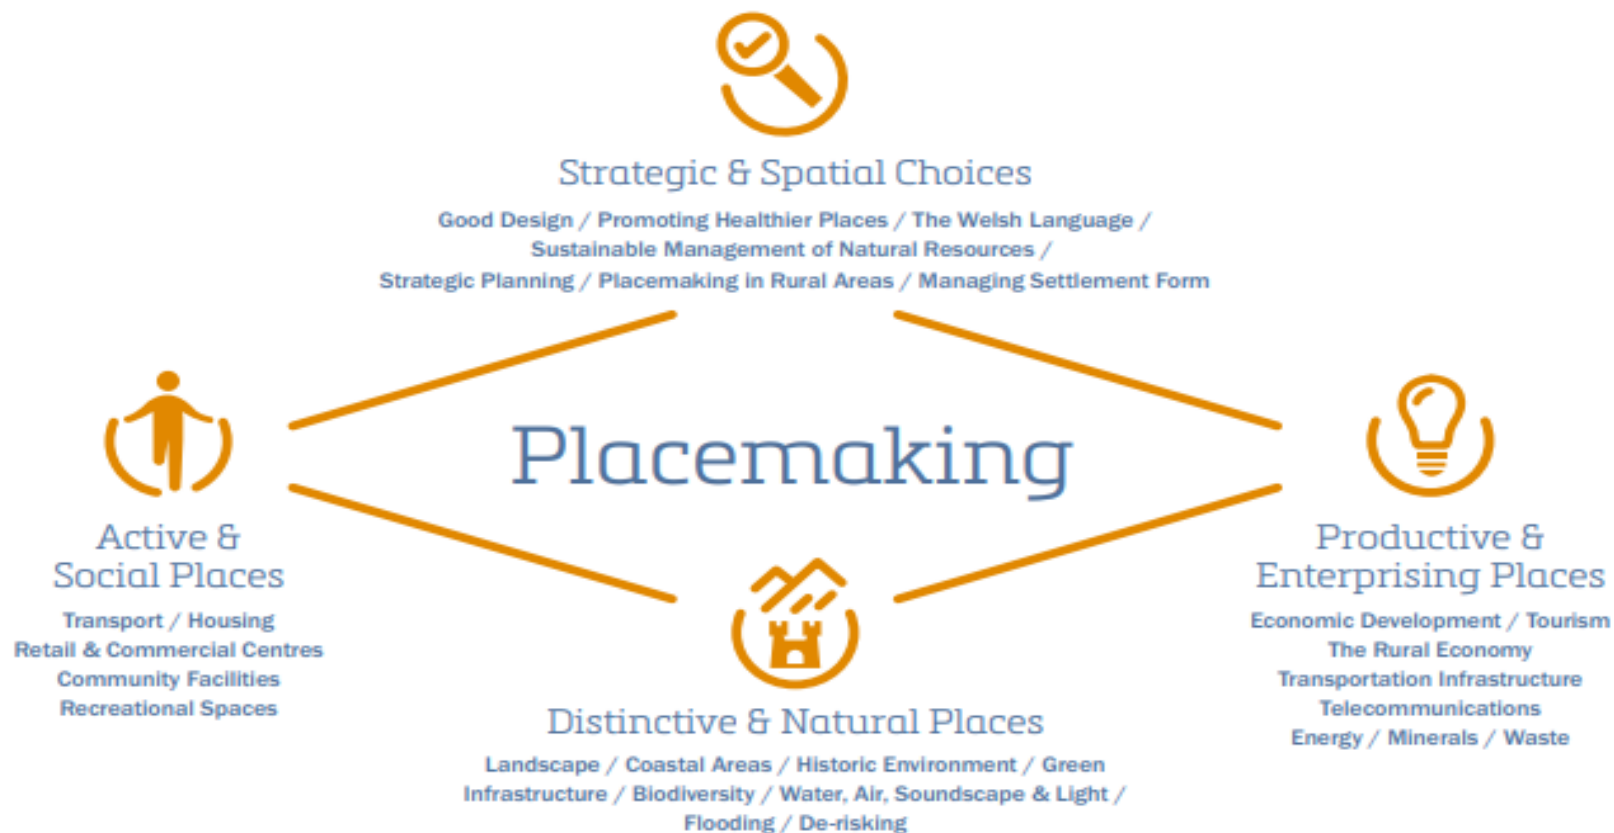 Strategic & Spatial Choices
Good Design / Promoting Healthier Places / The Welsh Language /
Sustainable Management of Natural Resources /
Strategic Planning / Placemaking in Rural Areas / Managing Settlement Form
Placemaking
Active &
Social Places
Transport / Housing
Retail & Commercial Centres
Community Facilities
Recreational Spaces
Productive &
Enterprising Places
Economic Development / Tourism
The Rural Economy
Transportation Infrastructure
Telecommunications
Energy / Minerals / Waste
Distinctive & Natural Places
Landscape / Coastal Areas / Historic Environment / Green
Infrastructure / Biodiversity / Water, Air, Soundscape & Light /
Flooding / De-risking